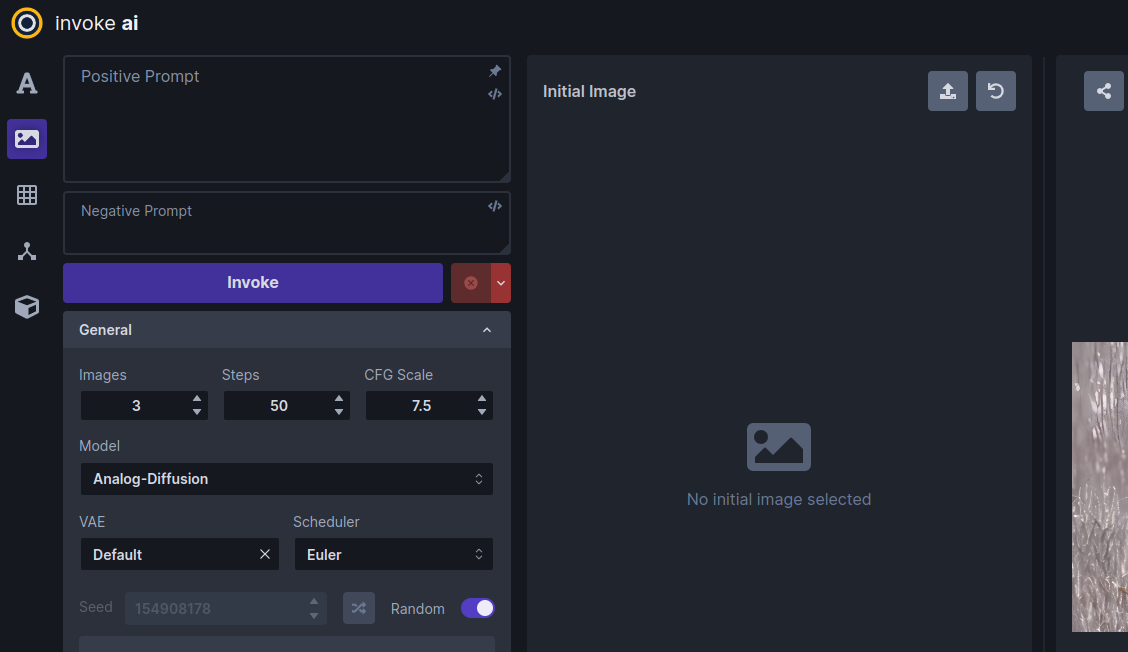 invoke ai
Positive Prompt
Negative Prompt
Invoke
General
Images
Steps
CFG Scale
3
50
7.5
Model
Analog-Diffusion
VAE
Scheduler
Default
Euler
Seed
154908178
Random
Initial Image
No initial image selected